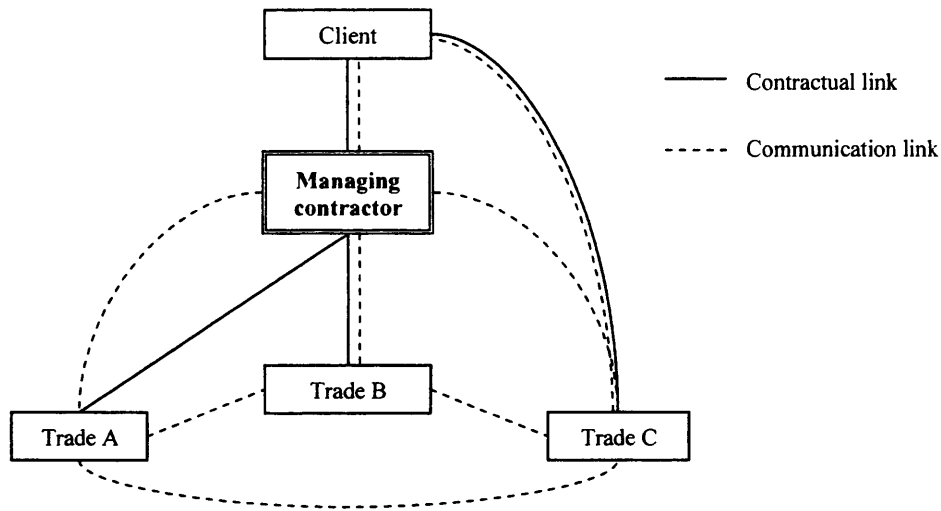 Client
Contractual link
Communication link
Managing
contractor
Trade B
Trade A
Trade C